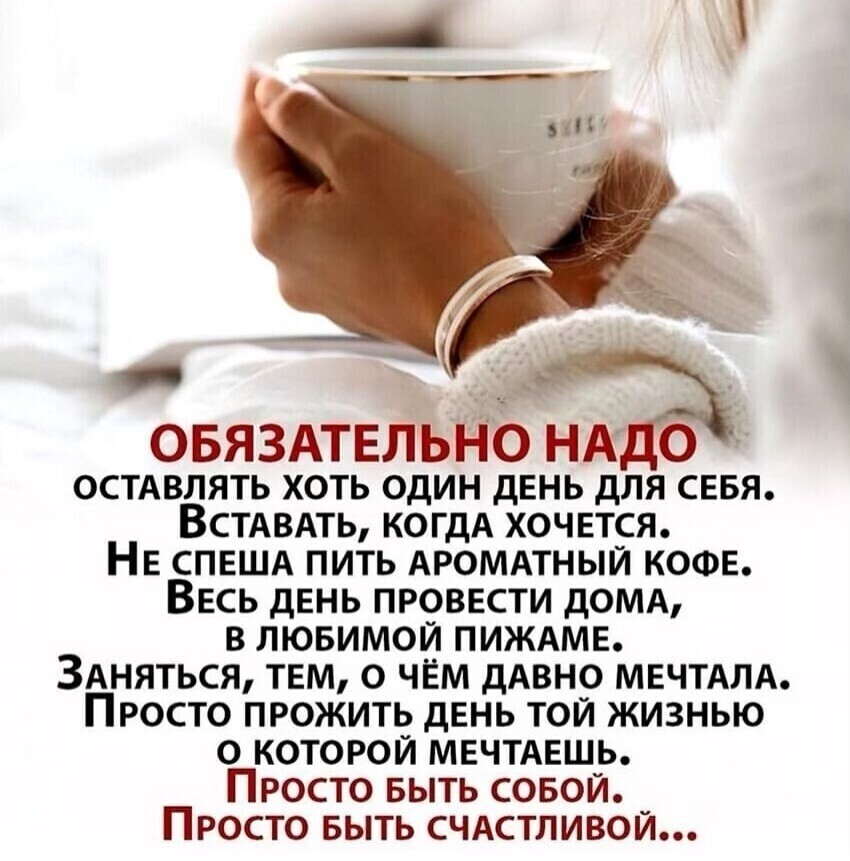 ОБЯЗАТЕЛЬНО НАДО
ОСТАВЛЯТЬ ХОТЬ ОДИН ДЕНЬ ДЛЯ СЕБЯ.
ВСТАВАТЬ, КОГДА ХОЧЕТСЯ.
НЕ СПЕША ПИТЬ АРОМАТНЫЙ КОФЕ.
ВЕСЬ ДЕНЬ ПРОВЕСТИ ДОМА,
В ЛЮБИМОЙ ПИЖАМЕ.
ЗАНЯТЬСЯ, ТЕМ, О ЧЁМ ДАВНО МЕЧТАЛА.
ПРОСТО ПРОЖИТЬ ДЕНЬ ТОЙ ЖИЗНЬЮ
О КОТОРОЙ МЕЧТАЕШЬ.
ПРОСТО БЫТЬ СОБОЙ.
ПРОСТО БЫТЬ СЧАСТЛИВОЙ...